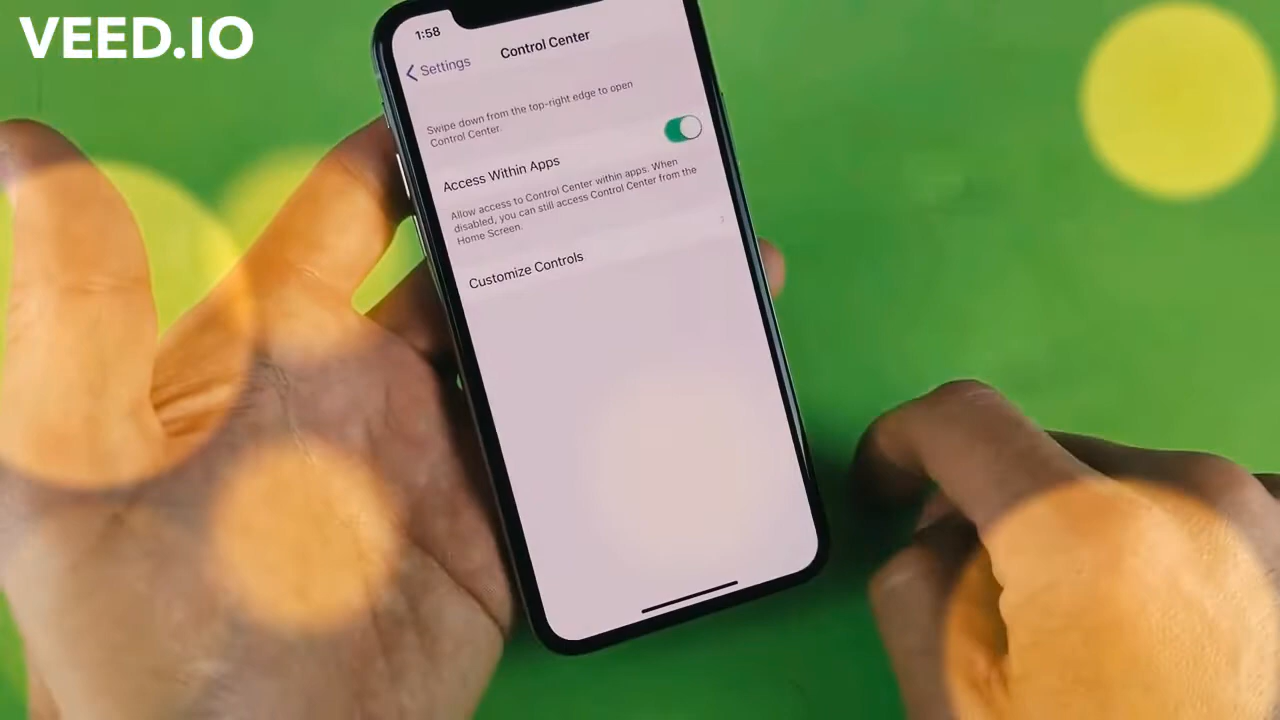 VEED.IO
1:58
Settings
Control Center
Swipe down from the top-right edge to open
Control Center.
Access Within Apps
Allow access to Control Center within apps. When
disabled, you can still access Control Center from the
Home Screen.
Customize Controls